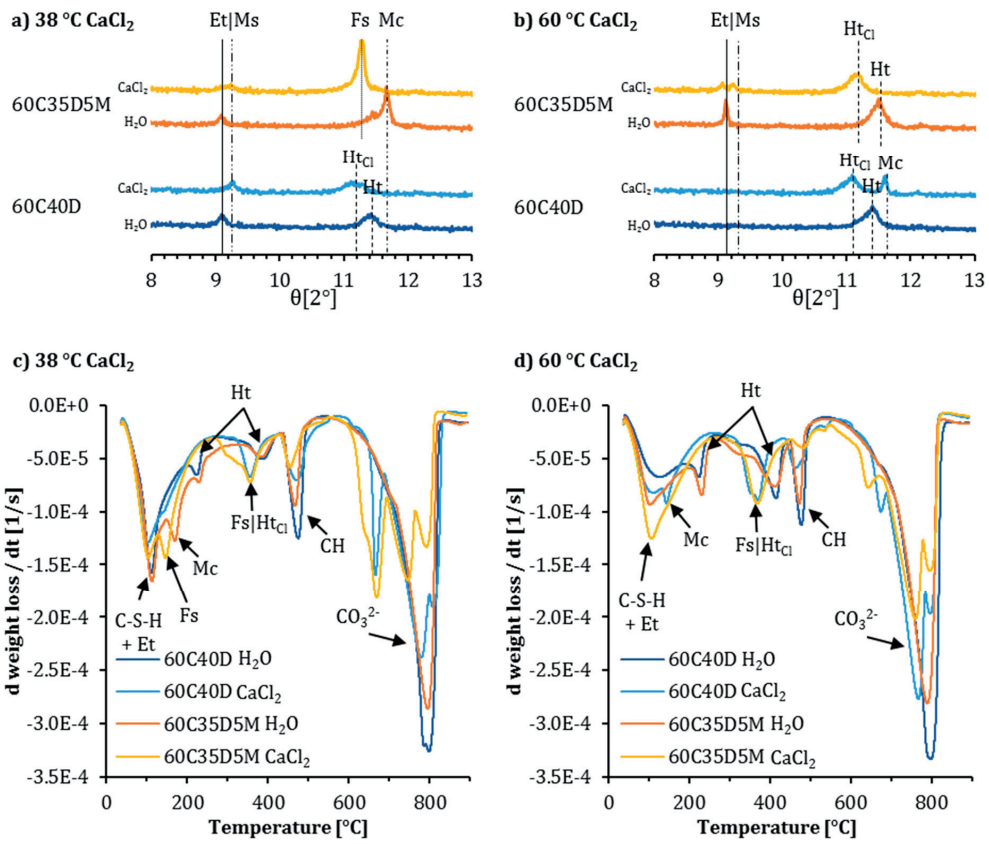 a) 38 °C CaCl₂
Et|Ms Fs Mc
CaCl₂
60C35D5M
H₂O
Ht_Cl
Ht
CaCl₂
60C40D
H₂O
8 9 10 11 12 13
θ[2°]
b) 60 °C CaCl₂
Et|Ms
Ht_Cl
Ht
CaCl₂
60C35D5M
H₂O
Ht_Cl Mc
Ht
CaCl₂
60C40D
H₂O
8 9 10 11 12 13
θ[2°]
c) 38 °C CaCl₂
d weight loss / dt [1/s]
0.0E+0
-5.0E-5
-1.0E-4
-1.5E-4
-2.0E-4
-2.5E-4
-3.0E-4
-3.5E-4
Ht
Fs|Ht_Cl
CH
Mc
Fs
C-S-H
+ Et
CO₃²⁻
60C40D H₂O
60C40D CaCl₂
60C35D5M H₂O
60C35D5M CaCl₂
0 200 400 600 800
Temperature [°C]
d) 60 °C CaCl₂
d weight loss / dt [1/s]
0.0E+0
-5.0E-5
-1.0E-4
-1.5E-4
-2.0E-4
-2.5E-4
-3.0E-4
-3.5E-4
Ht
Mc
Fs|Ht_Cl
CH
C-S-H
+ Et
CO₃²⁻
60C40D H₂O
60C40D CaCl₂
60C35D5M H₂O
60C35D5M CaCl₂
0 200 400 600 800
Temperature [°C]